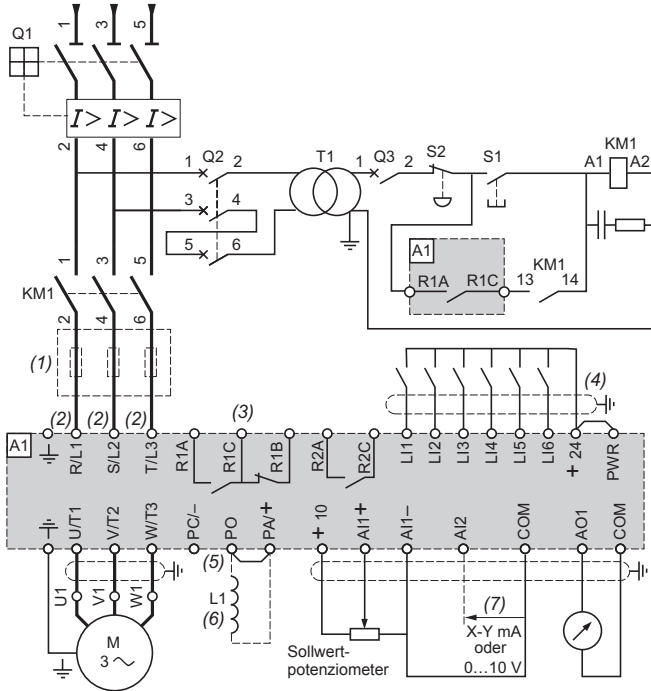 1 3 5
Q1
I> I> I>
2 4 6
1 Q2 2
3 4
5 6
T1
1 Q3 2
S2
S1
KM1
A1 A2
A1
R1A R1C
KM1
13 14
1 3 5
KM1
2 4 6
(1)
(2) (2) (2)
(3)
(4)
A1
R/L1
S/L2
T/L3
R1A
R1C
R1B
R2A
R2C
LI1
LI2
LI3
LI4
LI5
LI6
+24
PWR
U/T1
V/T2
W/T3
PC/–
PO
PA/+
+10
AI1+
AI1–
AI2
COM
AO1
COM
(5)
L1
(6)
(7)
U1
V1
W1
M
3 ~
Sollwert-
potenziometer
X-Y mA
oder
0...10 V